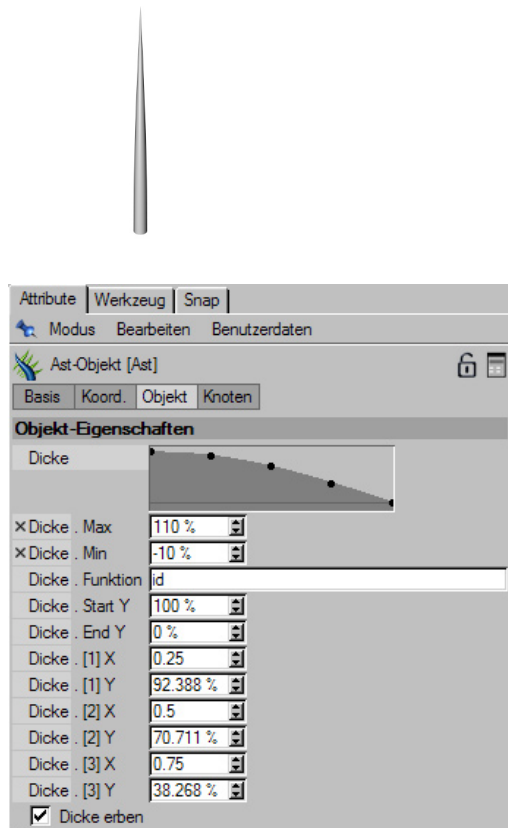 Attribute Werkzeug Snap
Modus Bearbeiten Benutzerdaten
Ast-Objekt [Ast]
Basis Koord. Objekt Knoten
Objekt-Eigenschaften
Dicke
×Dicke . Max 110 %
×Dicke . Min -10 %
Dicke . Funktion id
Dicke . Start Y 100 %
Dicke . End Y 0 %
Dicke . [1] X 0.25
Dicke . [1] Y 92.388 %
Dicke . [2] X 0.5
Dicke . [2] Y 70.711 %
Dicke . [3] X 0.75
Dicke . [3] Y 38.268 %
Dicke erben